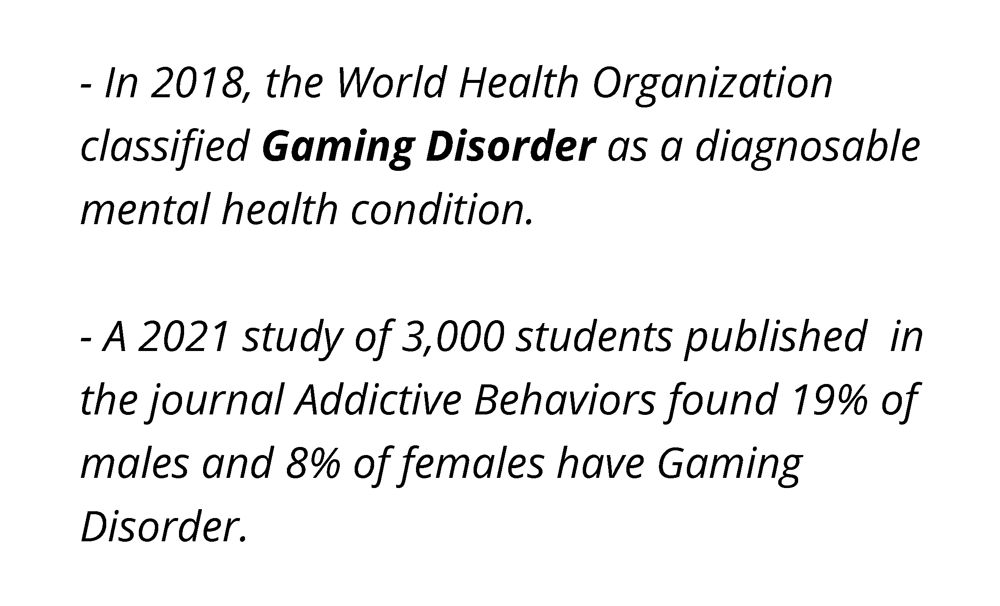 - In 2018, the World Health Organization
classified Gaming Disorder as a diagnosable
mental health condition.
- A 2021 study of 3,000 students published  in
the journal Addictive Behaviors found 19% of
males and 8% of females have Gaming
Disorder.